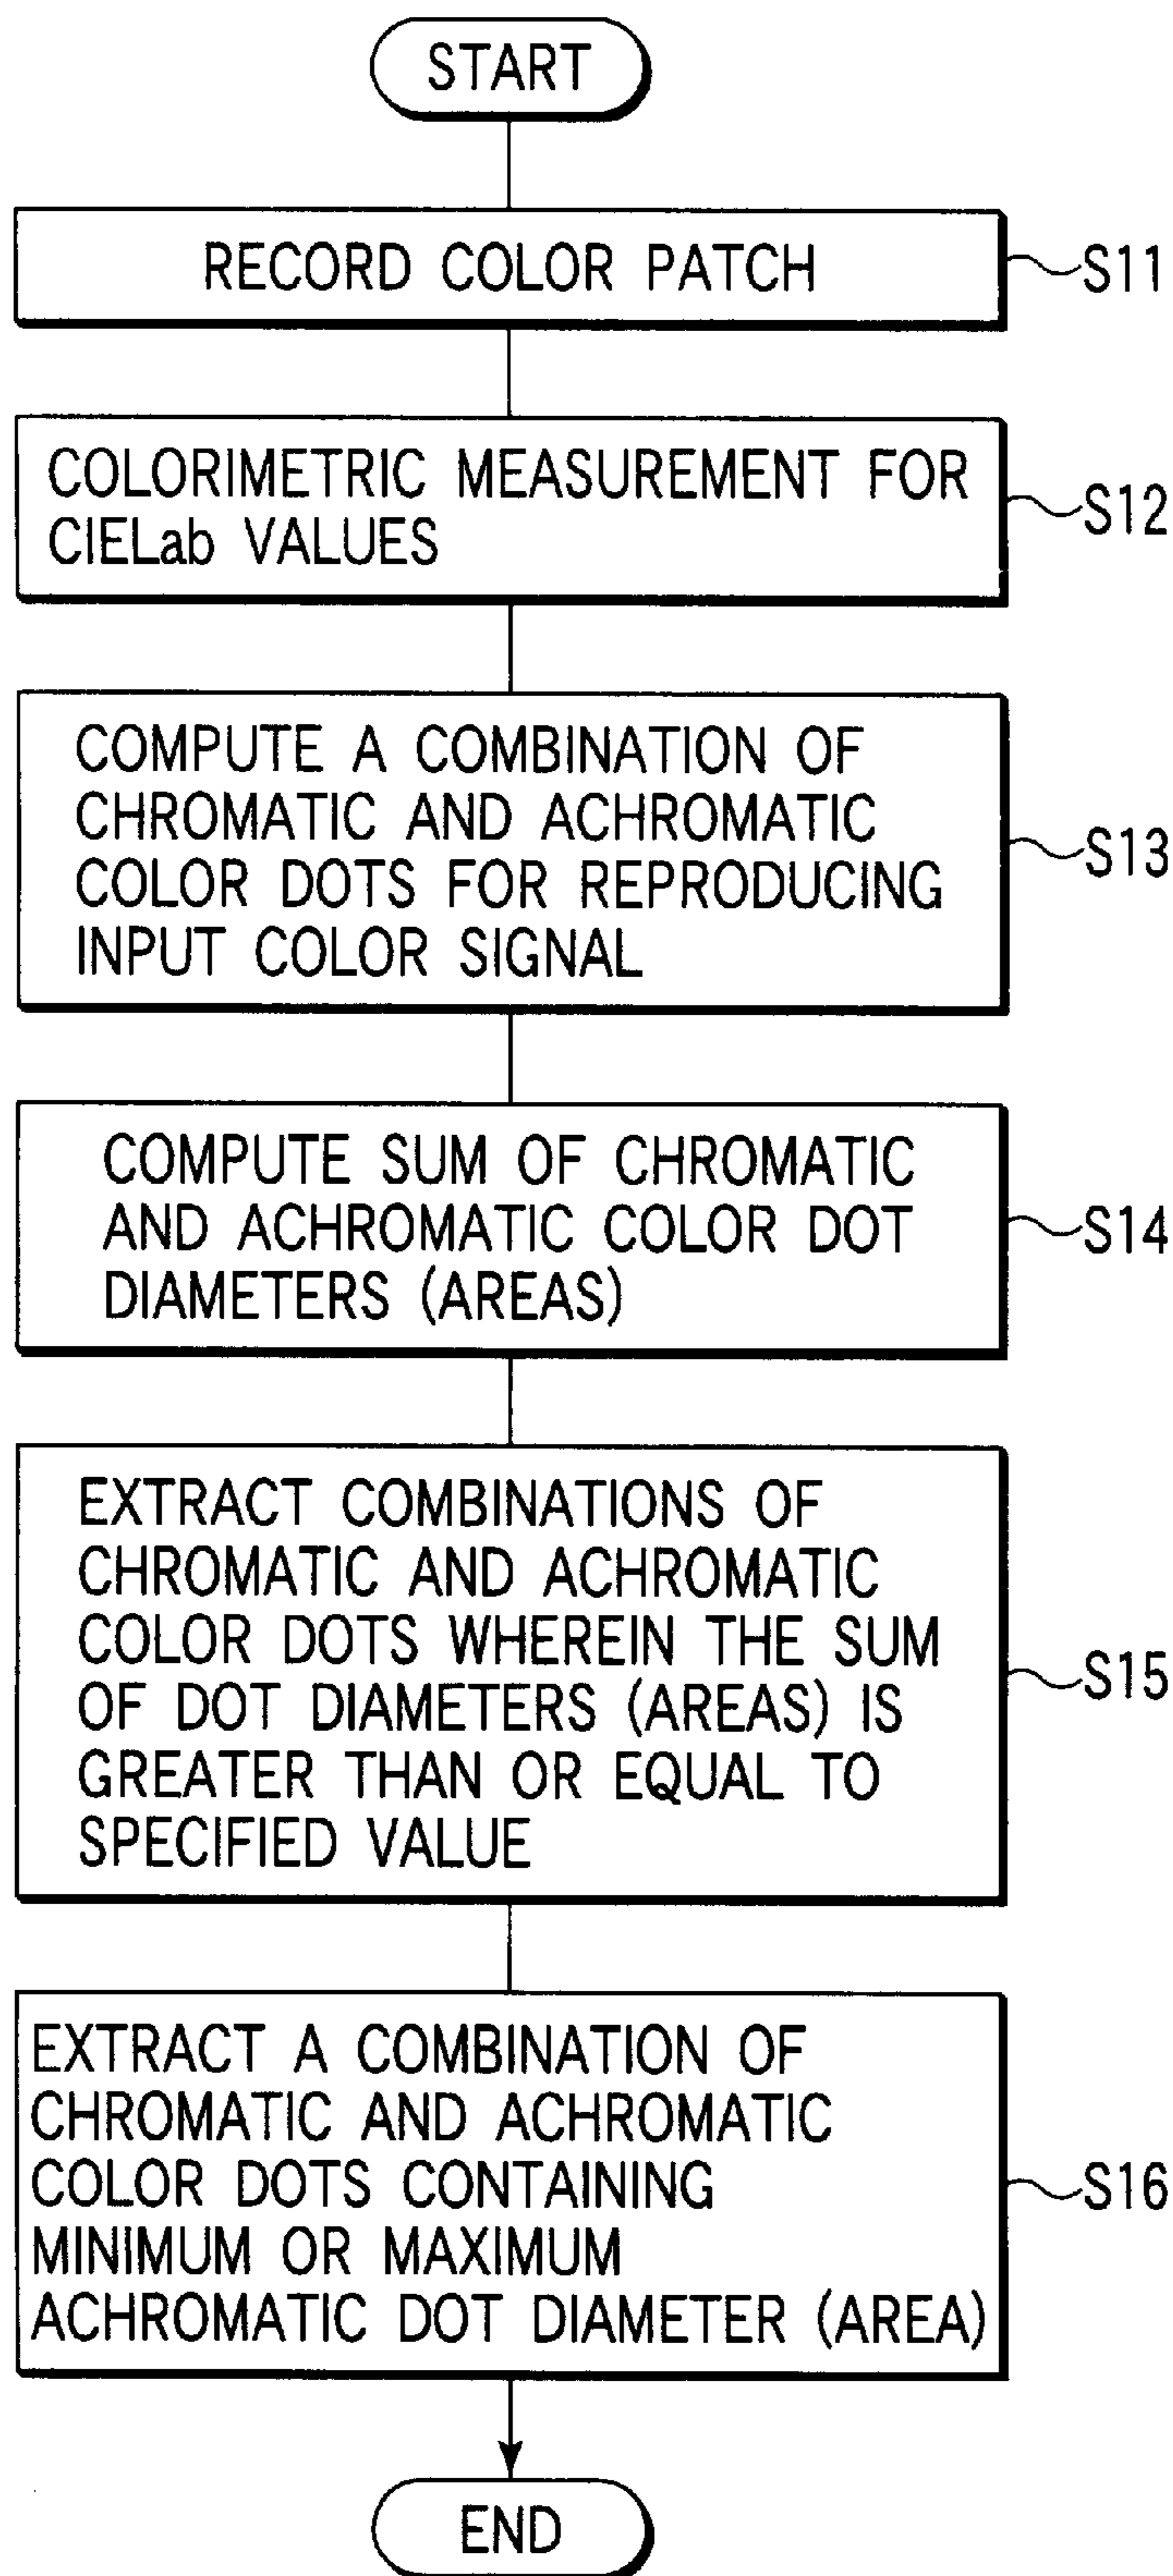 START
RECORD COLOR PATCH
S11
COLORIMETRIC MEASUREMENT FOR
CIELab VALUES
S12
COMPUTE A COMBINATION OF
CHROMATIC AND ACHROMATIC
COLOR DOTS FOR REPRODUCING
INPUT COLOR SIGNAL
S13
COMPUTE SUM OF CHROMATIC
AND ACHROMATIC COLOR DOT
DIAMETERS (AREAS)
S14
EXTRACT COMBINATIONS OF
CHROMATIC AND ACHROMATIC
COLOR DOTS WHEREIN THE SUM
OF DOT DIAMETERS (AREAS) IS
GREATER THAN OR EQUAL TO
SPECIFIED VALUE
S15
EXTRACT A COMBINATION OF
CHROMATIC AND ACHROMATIC
COLOR DOTS CONTAINING
MINIMUM OR MAXIMUM
ACHROMATIC DOT DIAMETER (AREA)
S16
END